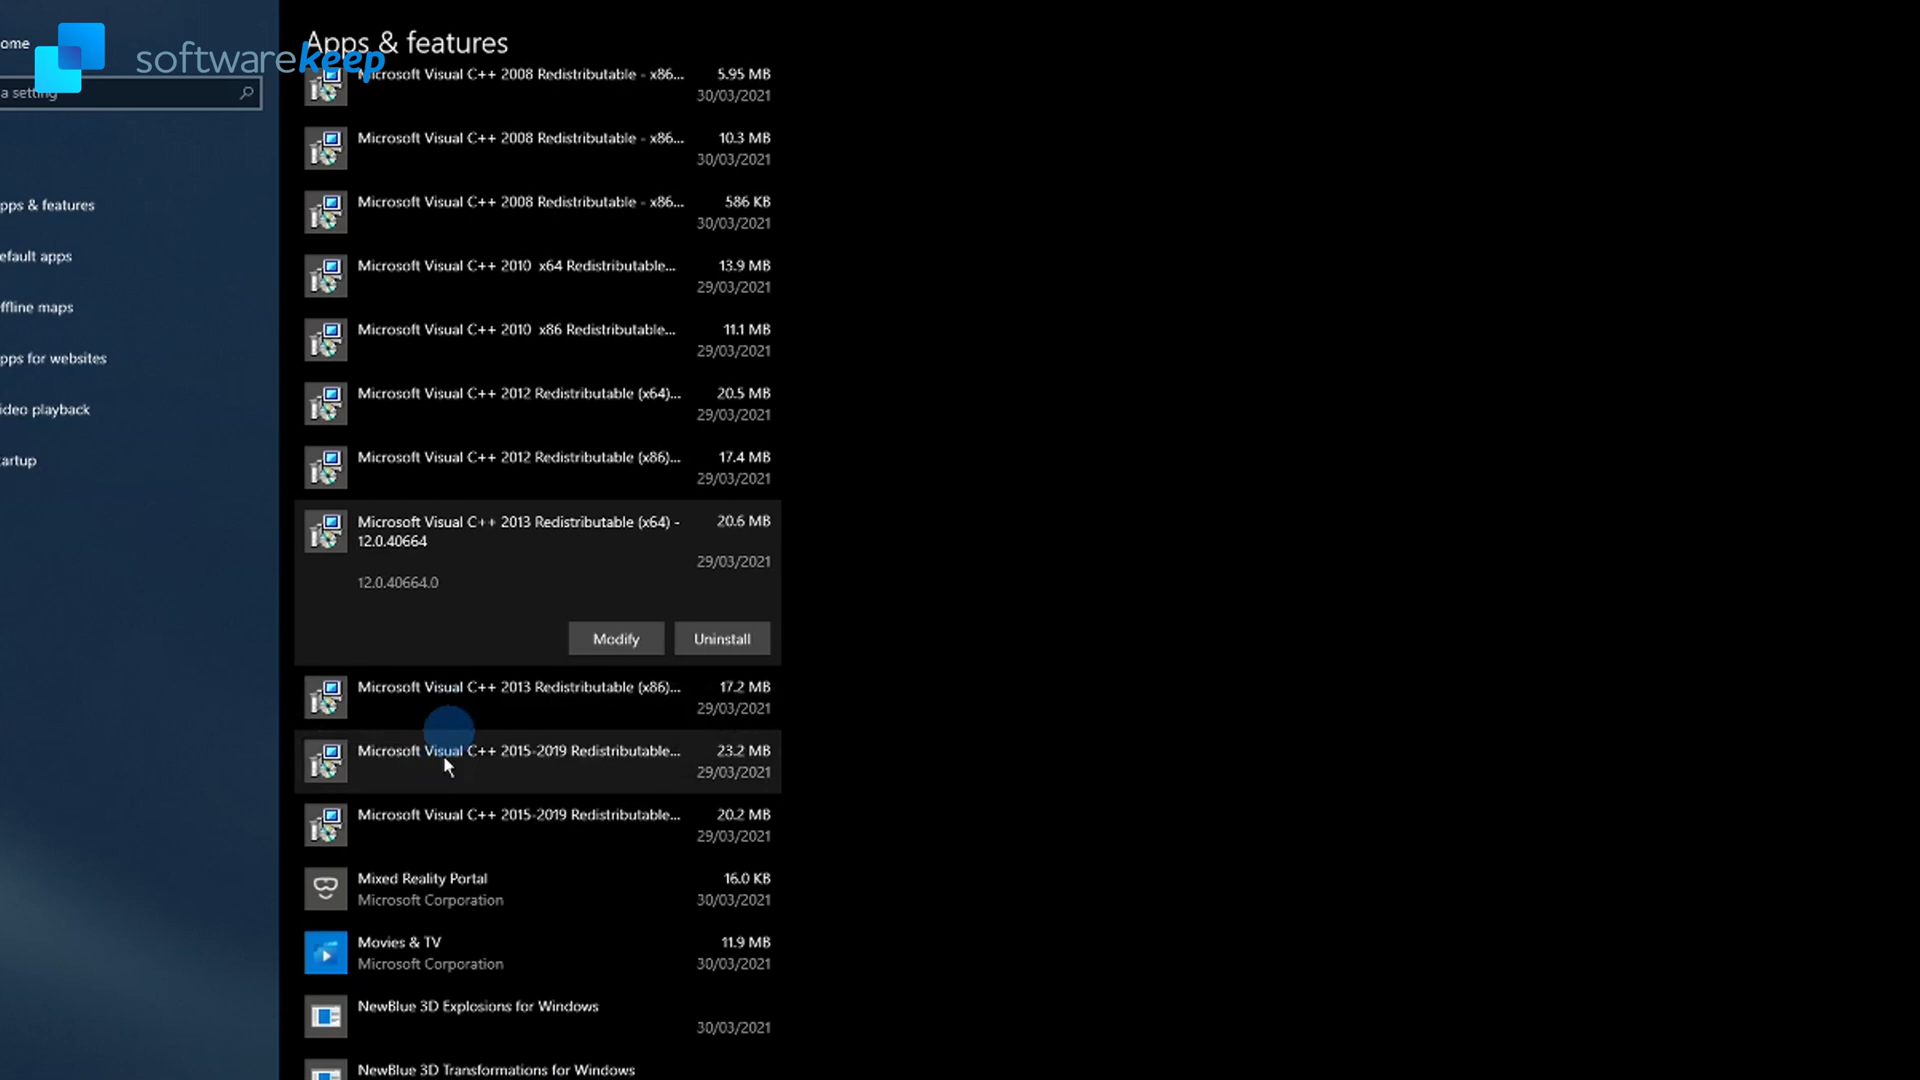 softwarekeep
ome
a setting
pps & features
efault apps
ffline maps
pps for websites
ideo playback
artup
Apps & features
Microsoft Visual C++ 2008 Redistributable - x86... 5.95 MB
30/03/2021
Microsoft Visual C++ 2008 Redistributable - x86... 10.3 MB
30/03/2021
Microsoft Visual C++ 2008 Redistributable - x86... 586 KB
30/03/2021
Microsoft Visual C++ 2010 x64 Redistributable... 13.9 MB
29/03/2021
Microsoft Visual C++ 2010 x86 Redistributable... 11.1 MB
29/03/2021
Microsoft Visual C++ 2012 Redistributable (x64)... 20.5 MB
29/03/2021
Microsoft Visual C++ 2012 Redistributable (x86)... 17.4 MB
29/03/2021
Microsoft Visual C++ 2013 Redistributable (x64) - 20.6 MB
12.0.40664
29/03/2021
12.0.40664.0
Modify Uninstall
Microsoft Visual C++ 2013 Redistributable (x86)... 17.2 MB
29/03/2021
Microsoft Visual C++ 2015-2019 Redistributable... 23.2 MB
29/03/2021
Microsoft Visual C++ 2015-2019 Redistributable... 20.2 MB
29/03/2021
Mixed Reality Portal 16.0 KB
Microsoft Corporation 30/03/2021
Movies & TV 11.9 MB
Microsoft Corporation 30/03/2021
NewBlue 3D Explosions for Windows
30/03/2021
NewBlue 3D Transformations for Windows